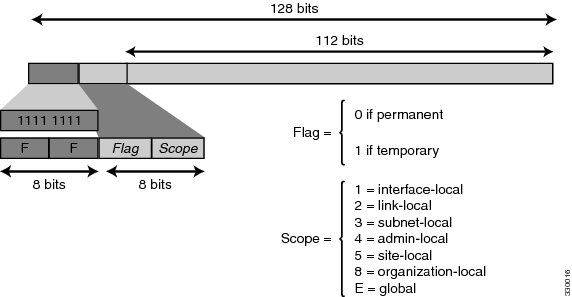 128 bits
112 bits
1111 1111
F F Flag Scope
8 bits 8 bits
Flag =
0 if permanent
1 if temporary
Scope =
1 = interface-local
2 = link-local
3 = subnet-local
4 = admin-local
5 = site-local
8 = organization-local
E = global
330016